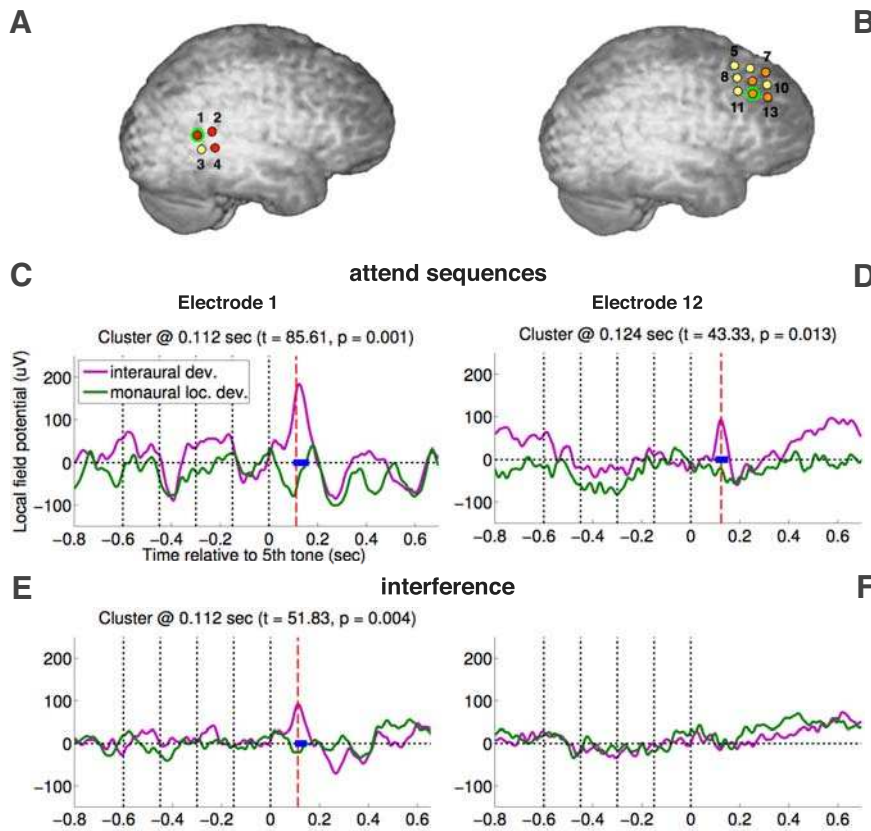 A
B
1 2
3 4
5 7
8 10
11 13
C
attend sequences
D
Electrode 1
Electrode 12
Cluster @ 0.112 sec (t = 85.61, p = 0.001)
Cluster @ 0.124 sec (t = 43.33, p = 0.013)
Local field potential (uV)
interaural dev.
monaural loc. dev.
200
100
0
−100
−0.8 −0.6 −0.4 −0.2 0 0.2 0.4 0.6
Time relative to 5th tone (sec)
200
100
0
−100
−0.8 −0.6 −0.4 −0.2 0 0.2 0.4 0.6
E
interference
F
Cluster @ 0.112 sec (t = 51.83, p = 0.004)
200
100
0
−100
−0.8 −0.6 −0.4 −0.2 0 0.2 0.4 0.6
200
100
0
−100
−0.8 −0.6 −0.4 −0.2 0 0.2 0.4 0.6